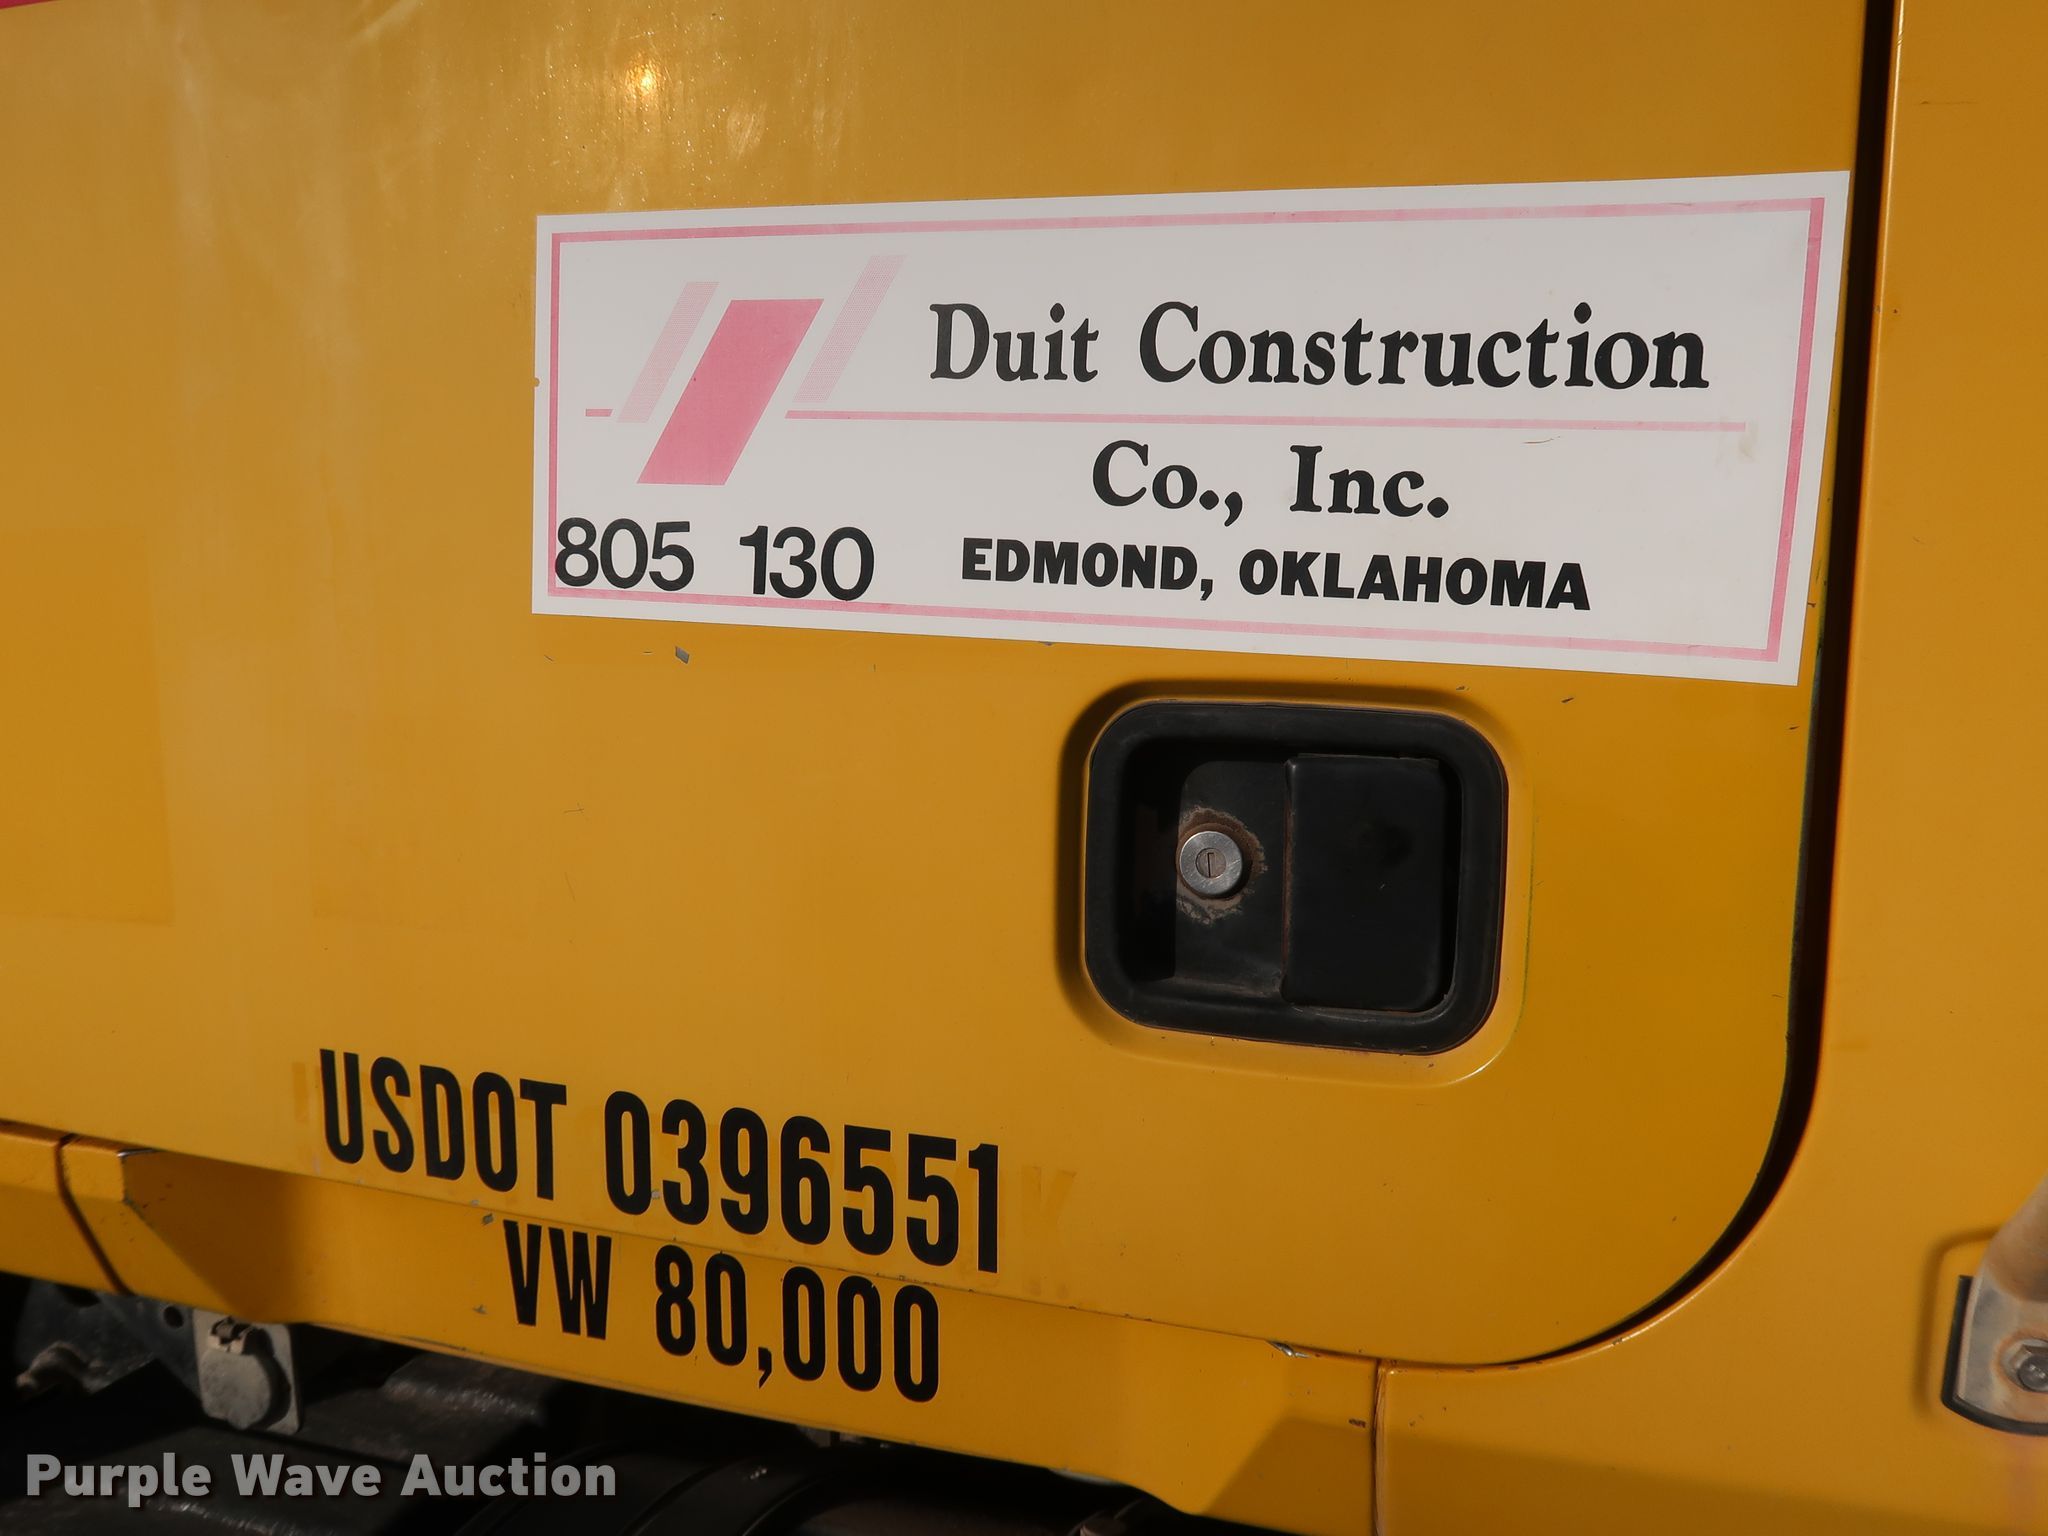 Duit Construction
Co., Inc.
805 130 EDMOND, OKLAHOMA
USDOT 0396551
VW 80,000
Purple Wave Auction